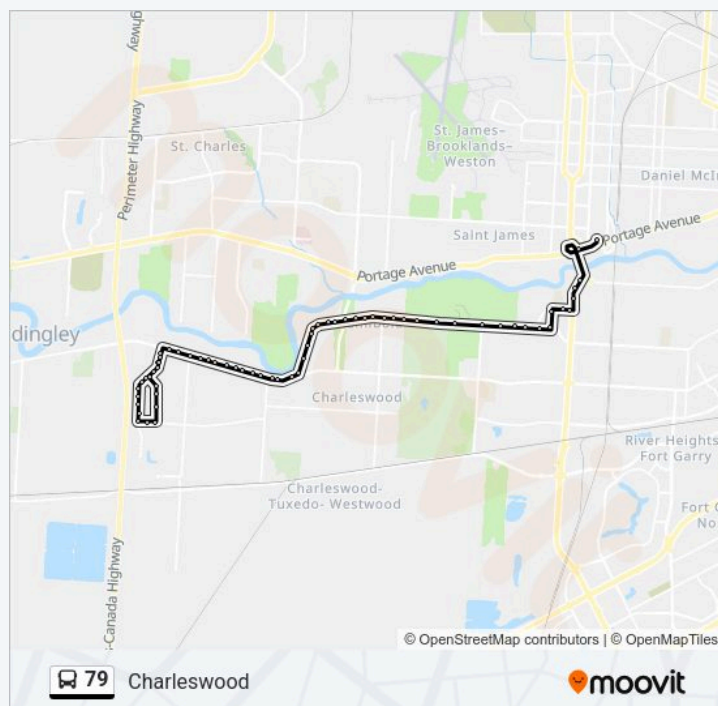 ghway
Perimeter Highway
St. Charles
St. James–
Brooklands–
Weston
Daniel McI
Saint James
Portage Avenue
Portage Avenue
dingley
Charleswood
River Heights
Fort Garry
Charleswood-
Tuxedo- Westwood
Fort G
No
-Canada Highway
© OpenStreetMap contributors | © OpenMapTiles
79 Charleswood
moovit